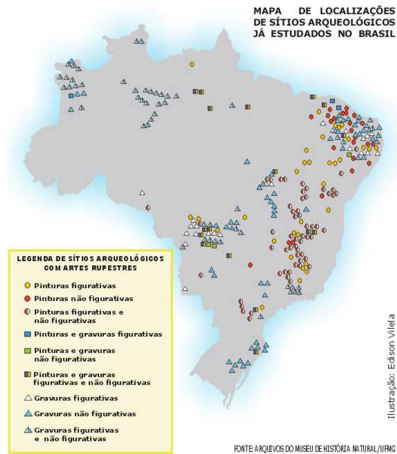 MAPA DE LOCALIZAÇÕES
DE SÍTIOS ARQUEOLÓGICOS
JÁ ESTUDADOS NO BRASIL
LEGENDA DE SÍTIOS ARQUEOLÓGICOS
COM ARTES RUPESTRES
Pinturas figurativas
Pinturas não figurativas
Pinturas figurativas e
não figurativas
Pinturas e gravuras figurativas
Pinturas e gravuras
não figurativas
Pinturas e gravuras
figurativas e não figurativas
Gravuras figurativas
Gravuras não figurativas
Gravuras figurativas
e não figurativas
Ilustração: Edison Vilela
FONTE: ARQUIVOS DO MUSEU DE HISTÓRIA NATURAL/UFMG